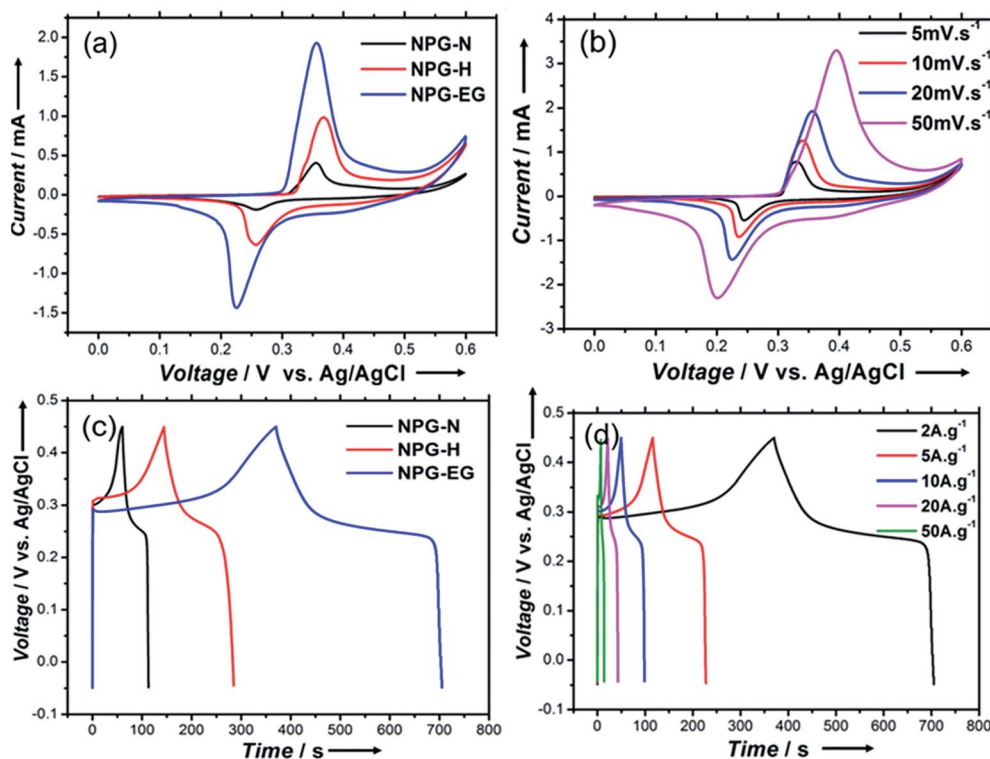 (a)
NPG-N
NPG-H
NPG-EG
Current / mA
2.0
1.5
1.0
0.5
0.0
-0.5
-1.0
-1.5
0.0 0.1 0.2 0.3 0.4 0.5 0.6
Voltage / V vs. Ag/AgCl
(b)
5mV.s-1
10mV.s-1
20mV.s-1
50mV.s-1
Current / mA
4
3
2
1
0
-1
-2
-3
0.0 0.1 0.2 0.3 0.4 0.5 0.6
Voltage / V vs. Ag/AgCl
(c)
NPG-N
NPG-H
NPG-EG
Voltage / V vs. Ag/AgCl
0.5
0.4
0.3
0.2
0.1
0.0
-0.1
0 100 200 300 400 500 600 700 800
Time / s
(d)
2A.g-1
5A.g-1
10A.g-1
20A.g-1
50A.g-1
Voltage / V vs. Ag/AgCl
0.5
0.4
0.3
0.2
0.1
0.0
-0.1
0 100 200 300 400 500 600 700 800
Time / s